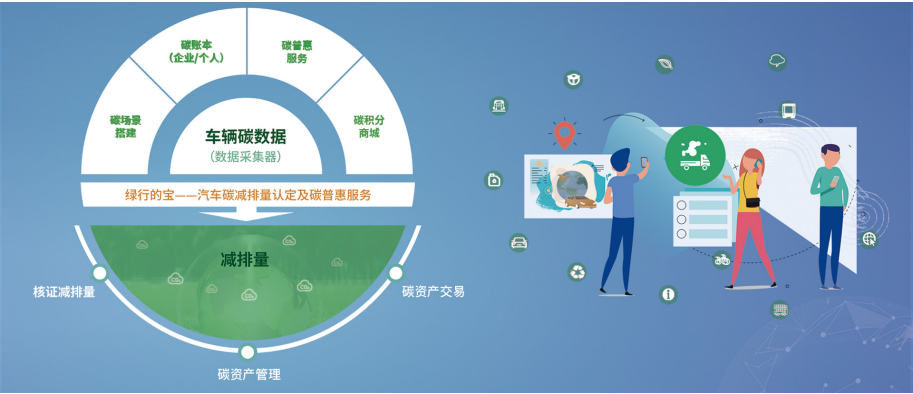 碳账本
（企业/个人）
碳普惠
服务
碳场景
搭建
碳积分
商城
车辆碳数据
（数据采集器）
绿行的宝——汽车碳减排量认定及碳普惠服务
减排量
核证减排量
碳资产交易
碳资产管理